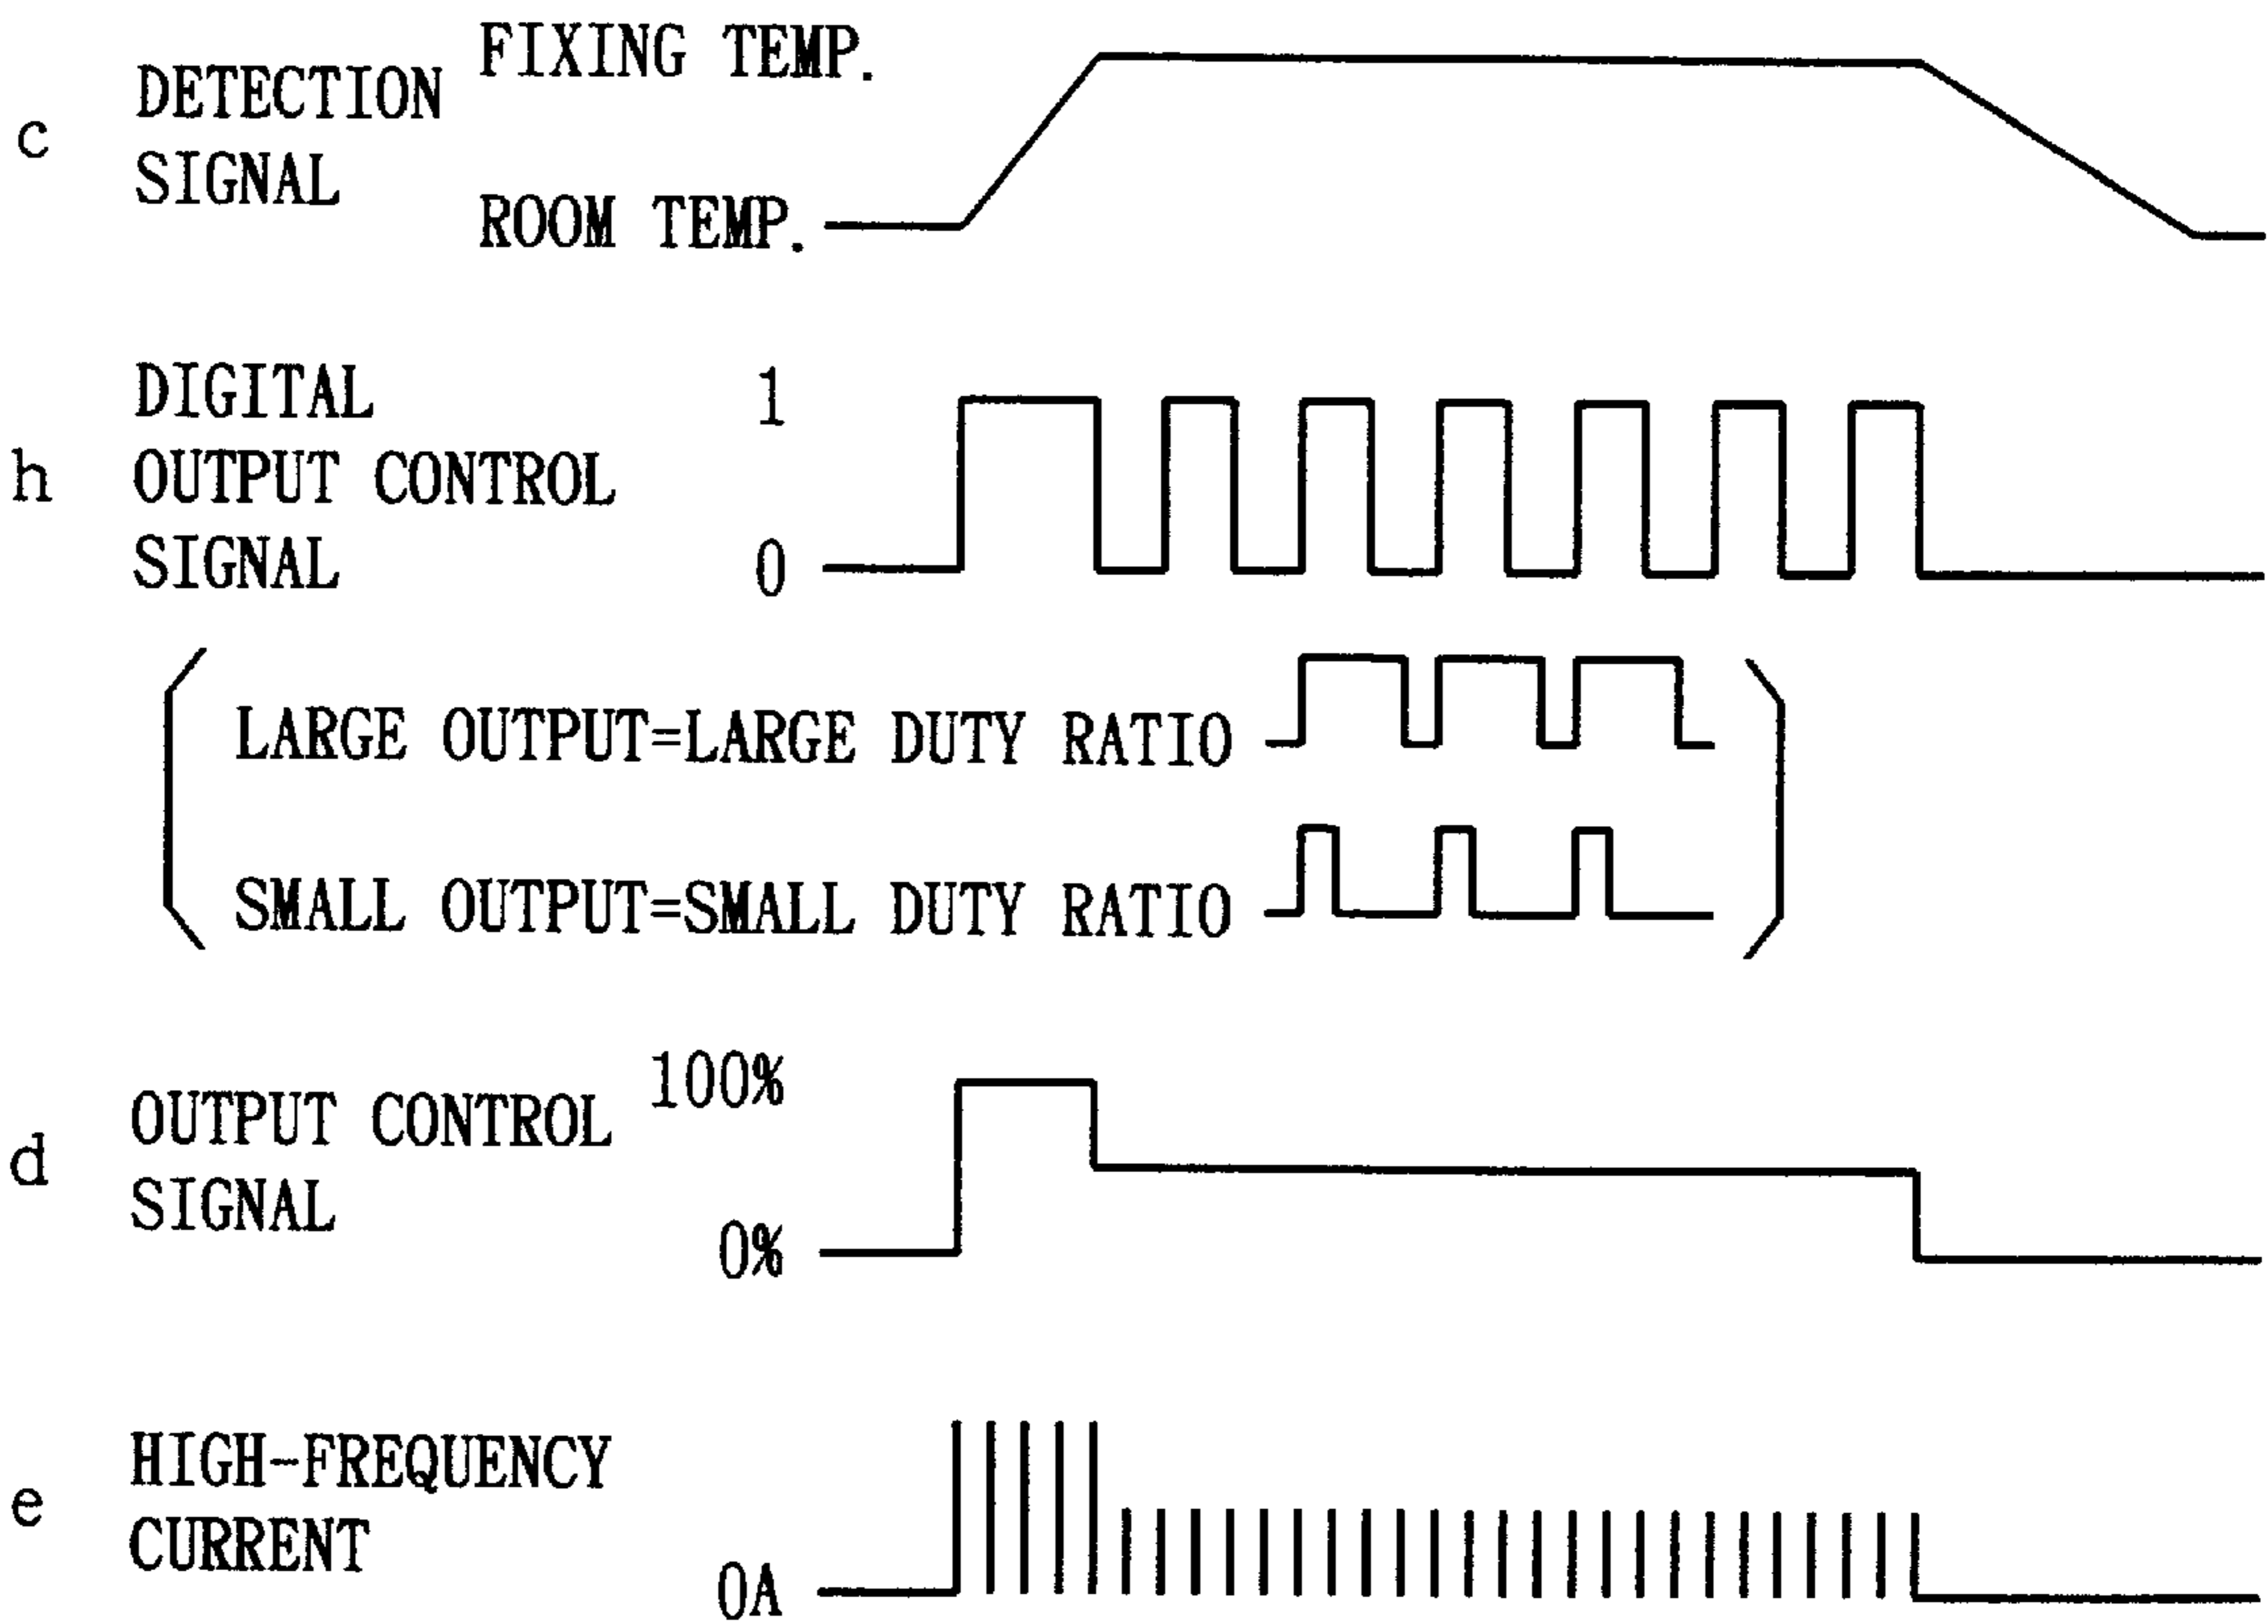 FIXING TEMP.
c
DETECTION
SIGNAL
ROOM TEMP.
DIGITAL
1
h
OUTPUT CONTROL
SIGNAL
0
LARGE OUTPUT=LARGE DUTY RATIO
SMALL OUTPUT=SMALL DUTY RATIO
100%
d
OUTPUT CONTROL
SIGNAL
0%
e
HIGH-FREQUENCY
CURRENT
0A